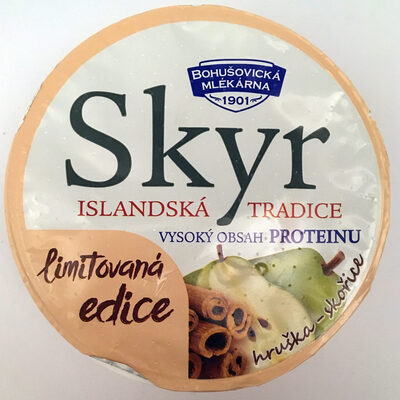 BOHUŠOVICKÁ
MLÉKÁRNA
1901
Skyr
ISLANDSKÁ TRADICE
VYSOKÝ OBSAH PROTEINU
limitovaná
edice
hruška-skořice